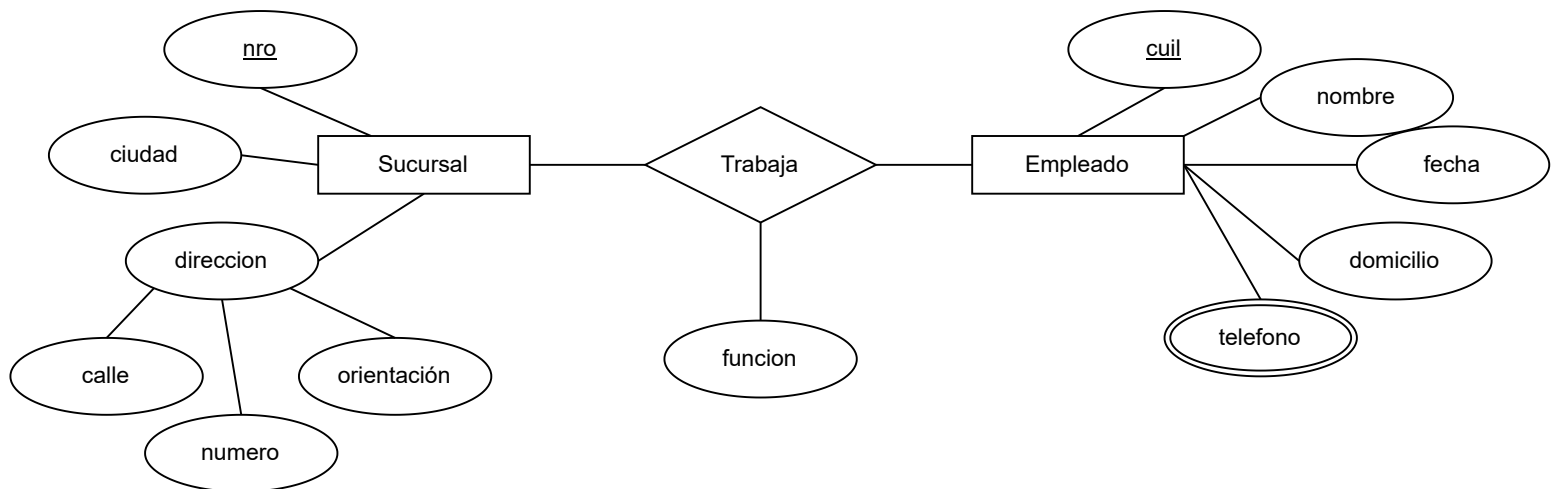 nro
cuil
nombre
ciudad
Sucursal
Trabaja
Empleado
fecha
direccion
domicilio
telefono
calle
orientación
funcion
numero